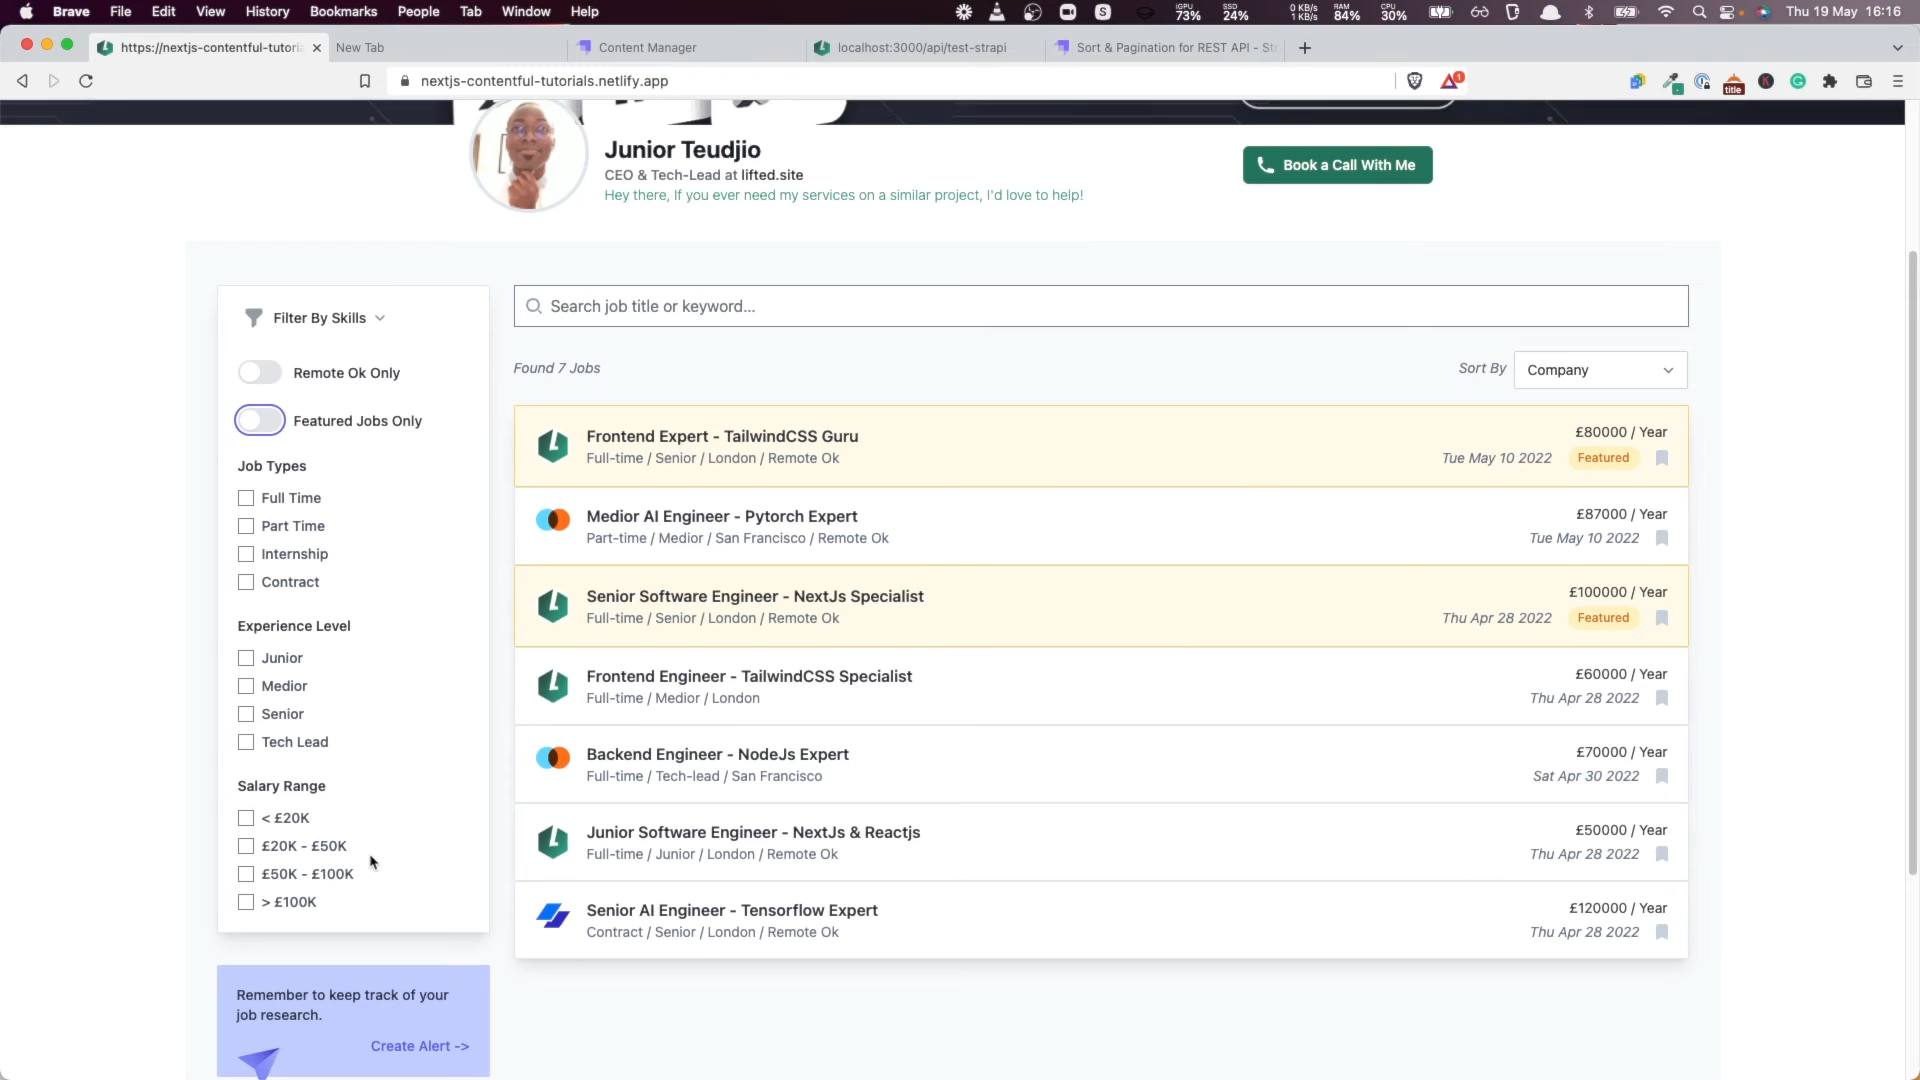 Brave File Edit View History Bookmarks People Tab Window Help
iGPU 73% SSD 24% 0 KB/s 1 KB/s RAM 84% CPU 30% Thu 19 May 16:16
https://nextjs-contentful-tutoria
New Tab
Content Manager
localhost:3000/api/test-strapi
Sort & Pagination for REST API - St
nextjs-contentful-tutorials.netlify.app
1
title
Junior Teudjio
CEO & Tech-Lead at lifted.site
Hey there, If you ever need my services on a similar project, I'd love to help!
Book a Call With Me
Filter By Skills
Remote Ok Only
Featured Jobs Only
Job Types
Full Time
Part Time
Internship
Contract
Experience Level
Junior
Medior
Senior
Tech Lead
Salary Range
< £20K
£20K - £50K
£50K - £100K
> £100K
Remember to keep track of your
job research.
Create Alert ->
Search job title or keyword...
Found 7 Jobs
Sort By Company
Frontend Expert - TailwindCSS Guru
£80000 / Year
Full-time / Senior / London / Remote Ok
Tue May 10 2022 Featured
Medior AI Engineer - Pytorch Expert
£87000 / Year
Part-time / Medior / San Francisco / Remote Ok
Tue May 10 2022
Senior Software Engineer - NextJs Specialist
£100000 / Year
Full-time / Senior / London / Remote Ok
Thu Apr 28 2022 Featured
Frontend Engineer - TailwindCSS Specialist
£60000 / Year
Full-time / Medior / London
Thu Apr 28 2022
Backend Engineer - NodeJs Expert
£70000 / Year
Full-time / Tech-lead / San Francisco
Sat Apr 30 2022
Junior Software Engineer - NextJs & Reactjs
£50000 / Year
Full-time / Junior / London / Remote Ok
Thu Apr 28 2022
Senior AI Engineer - Tensorflow Expert
£120000 / Year
Contract / Senior / London / Remote Ok
Thu Apr 28 2022